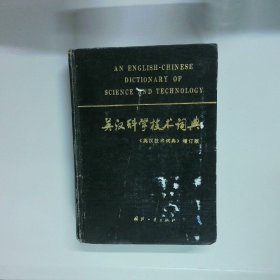 AN ENGLISH-CHINESE
DICTIONARY OF
SCIENCE AND TECHNOLOGY
英汉科学技术词典
《英汉技术词典》增订版
国防工业出版社